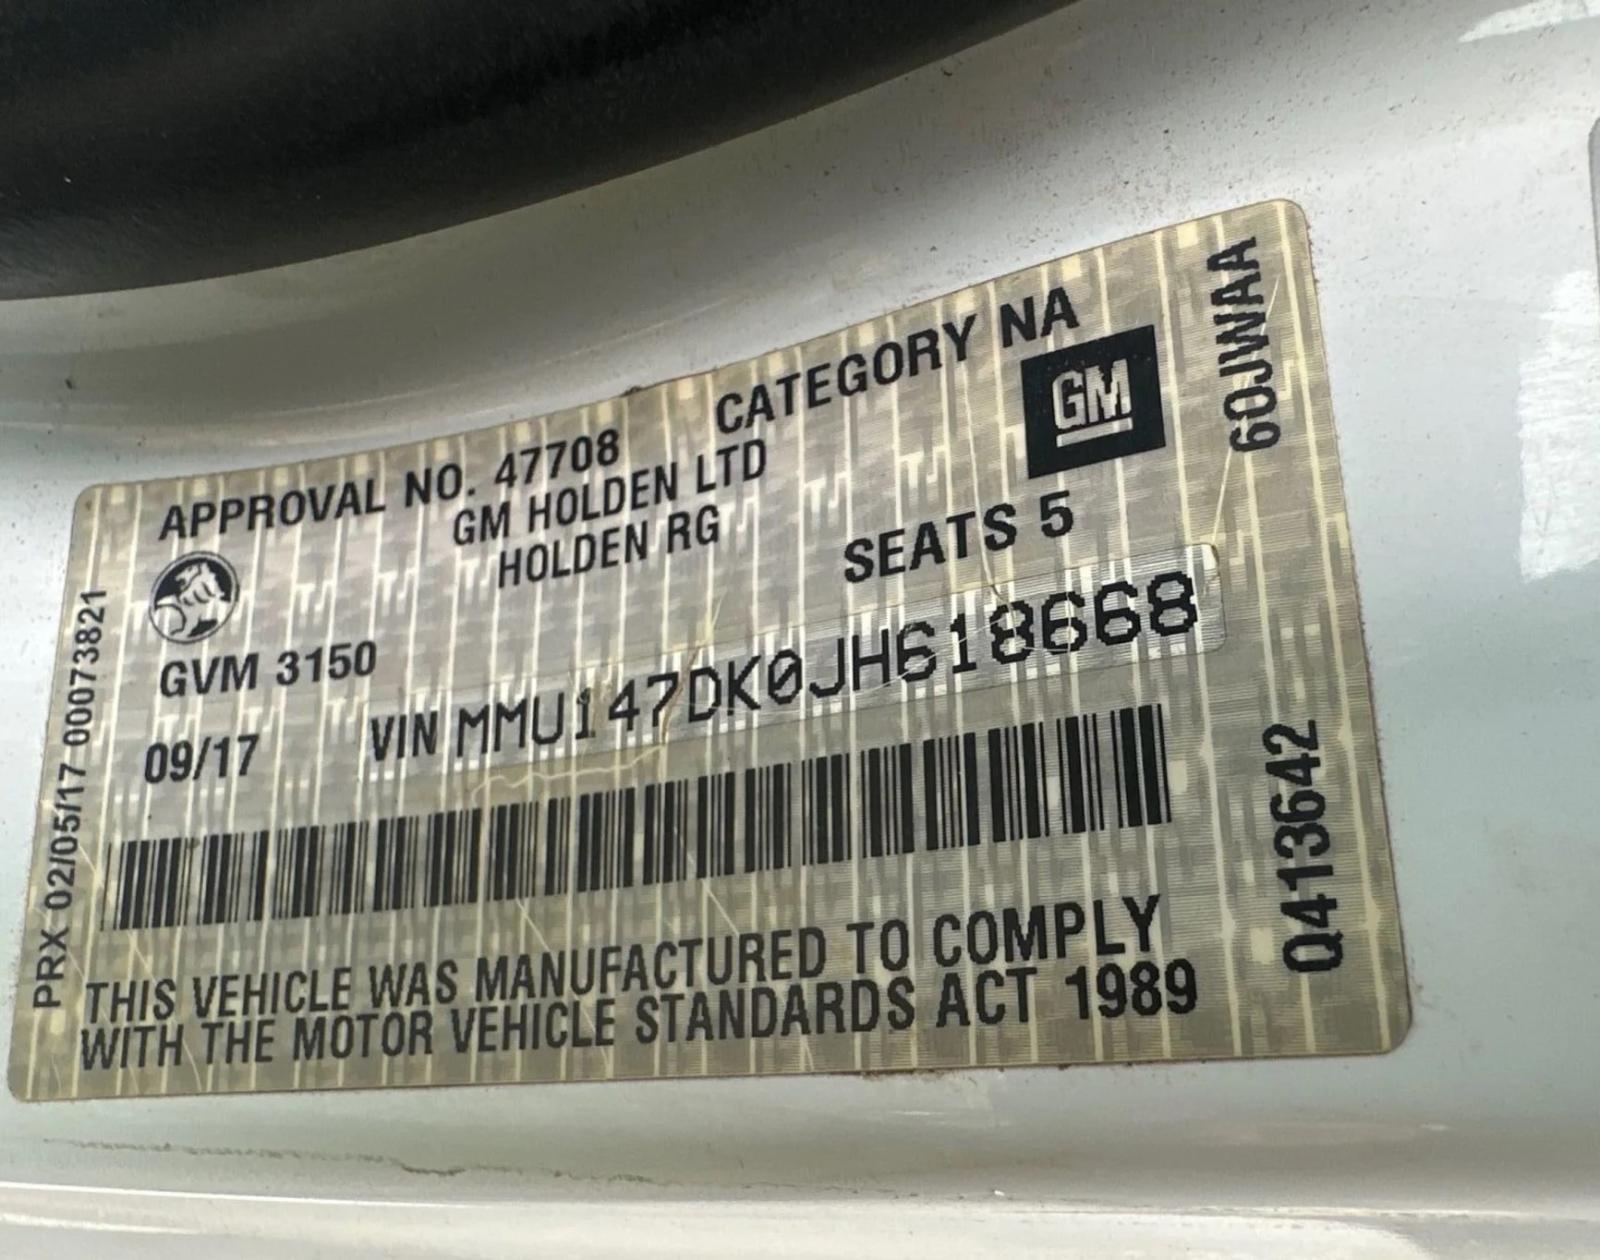 APPROVAL NO. 47708 CATEGORY NA
GM HOLDEN LTD
HOLDEN RG
GM
SEATS 5
GVM 3150
09/17
VIN MMU147DK0JH618668
THIS VEHICLE WAS MANUFACTURED TO COMPLY
WITH THE MOTOR VEHICLE STANDARDS ACT 1989
PRX 02/05/17 00073821
60JWAA
Q413642